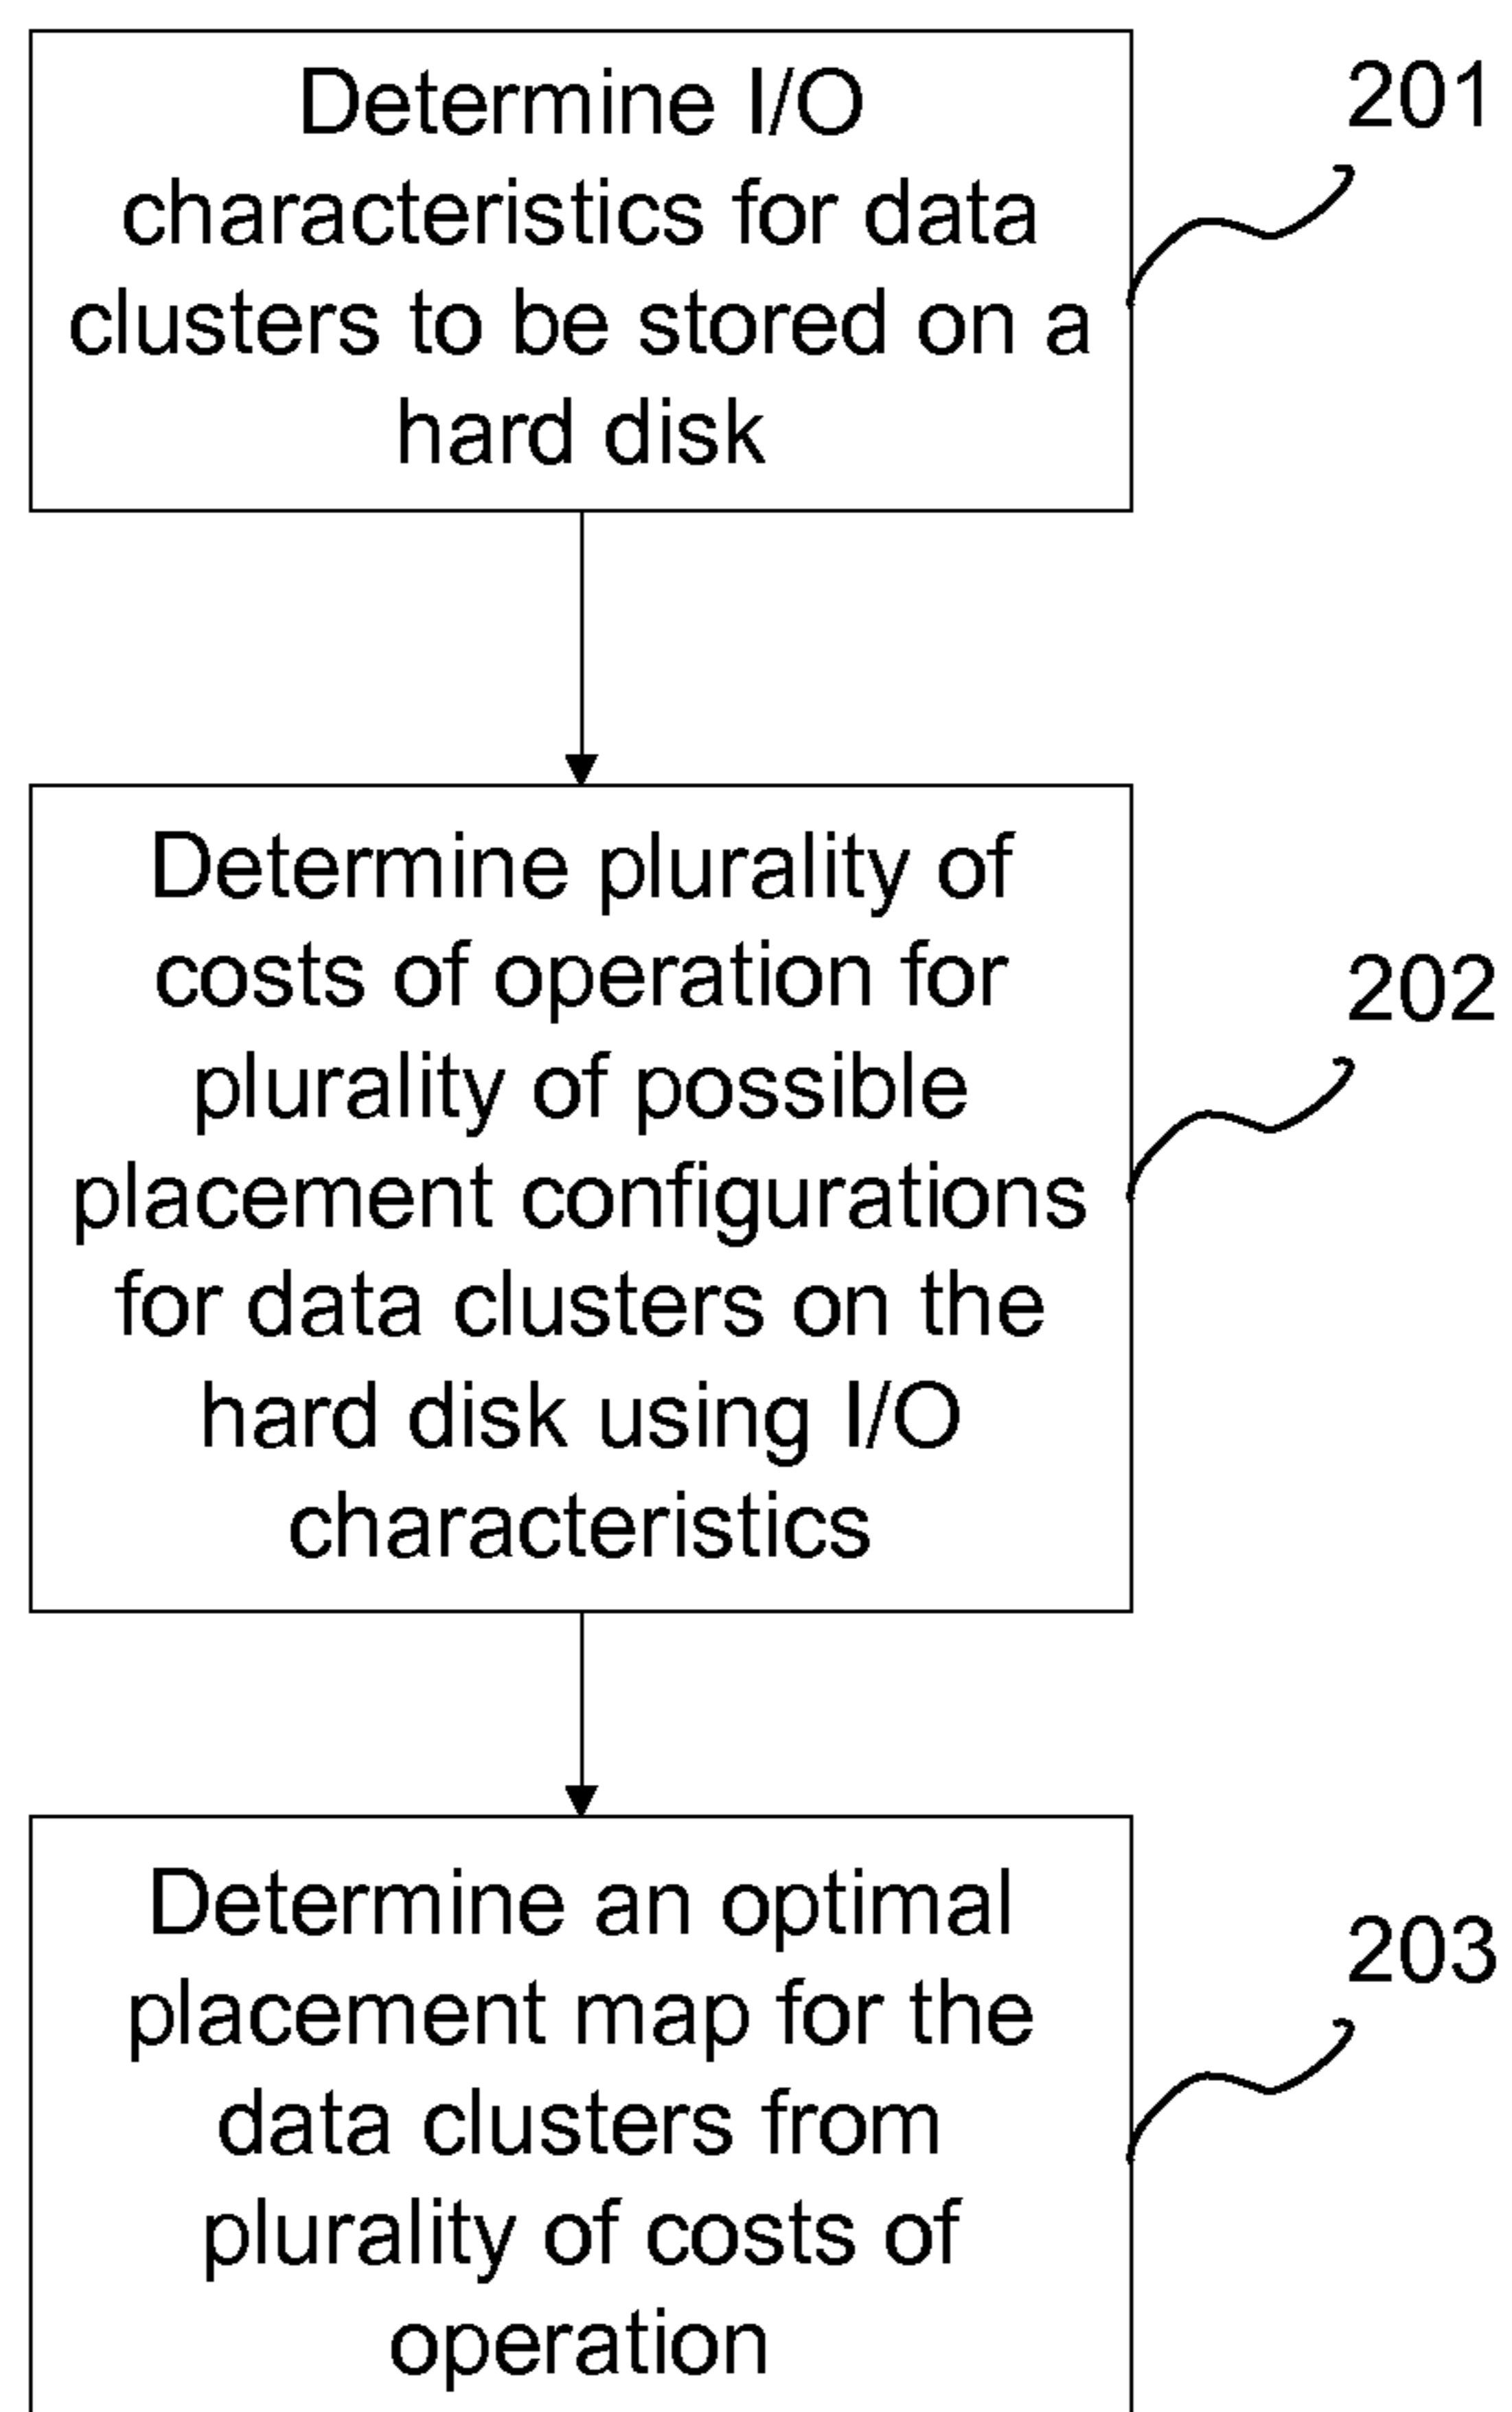 Determine I/O
characteristics for data
clusters to be stored on a
hard disk
201
Determine plurality of
costs of operation for
plurality of possible
placement configurations
for data clusters on the
hard disk using I/O
characteristics
202
Determine an optimal
placement map for the
data clusters from
plurality of costs of
operation
203